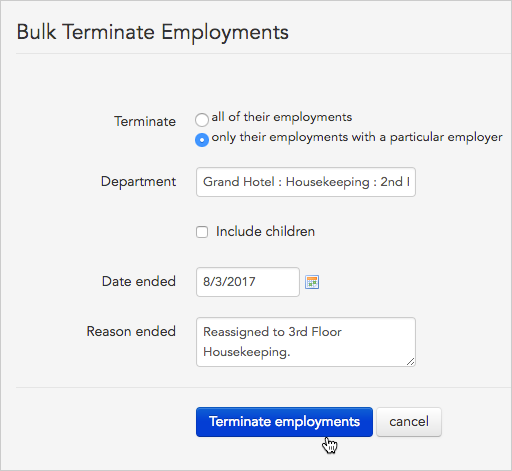 Bulk Terminate Employments
Terminate
all of their employments
only their employments with a particular employer
Department
Grand Hotel : Housekeeping : 2nd
Include children
Date ended
8/3/2017
Reason ended
Reassigned to 3rd Floor
Housekeeping.
Terminate employments
cancel